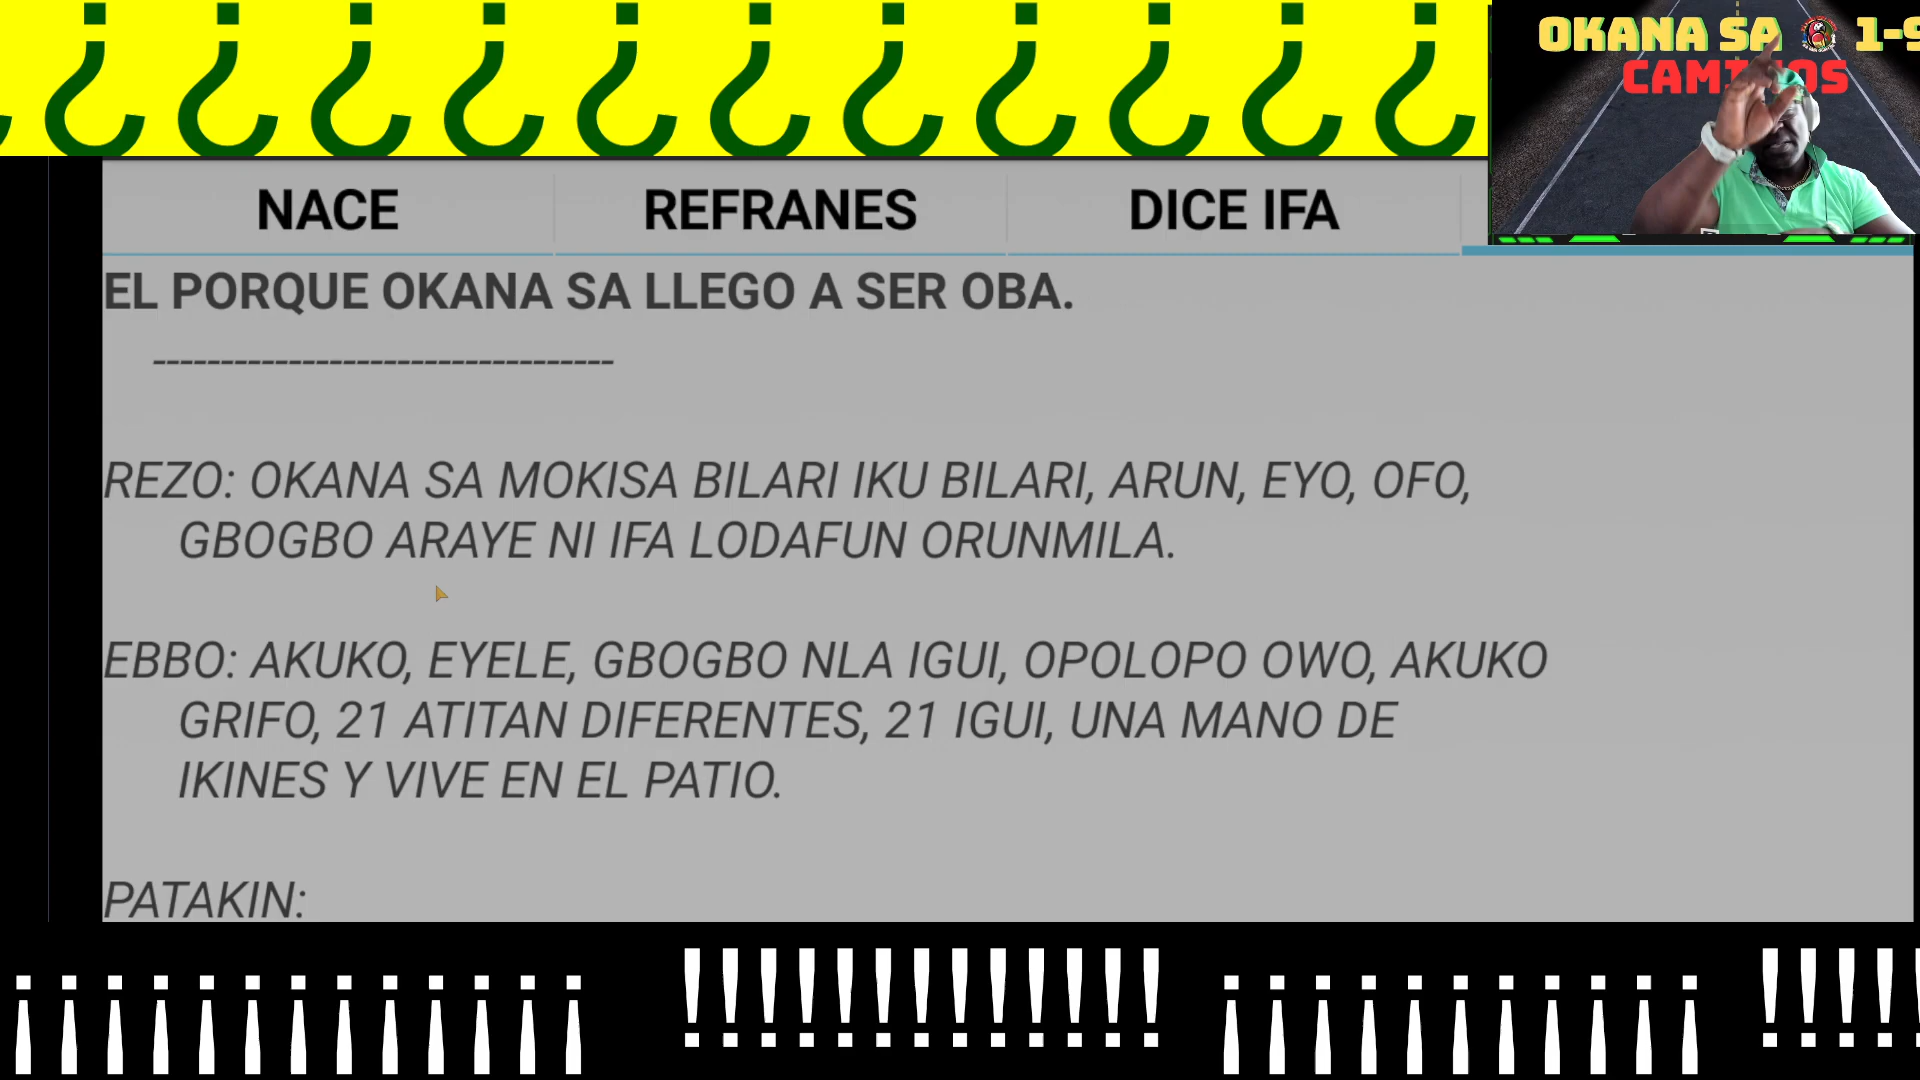 ¿ ¿ ¿ ¿ ¿ ¿ ¿ ¿ ¿ ¿ ¿
OKANA SA 1-9
NACE REFRANES DICE IFA
EL PORQUE OKANA SA LLEGO A SER OBA.
----------------------------------
REZO: OKANA SA MOKISA BILARI IKU BILARI, ARUN, EYO, OFO,
GBOGBO ARAYE NI IFA LODAFUN ORUNMILA.
EBBO: AKUKO, EYELE, GBOGBO NLA IGUI, OPOLOPO OWO, AKUKO
GRIFO, 21 ATITAN DIFERENTES, 21 IGUI, UNA MANO DE
IKINES Y VIVE EN EL PATIO.
PATAKIN:
¡¡¡¡¡¡¡¡¡¡¡¡¡ !!!!!!!!!!!!! ¡¡¡¡¡¡¡¡¡¡¡ !!!!!